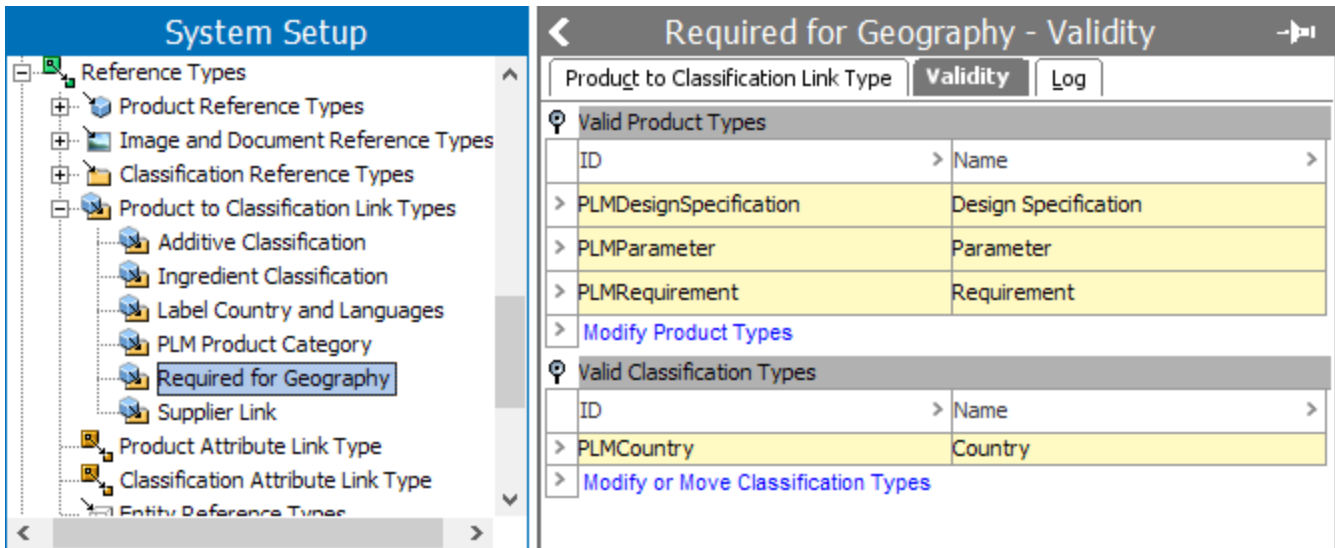 System Setup
Reference Types
Product Reference Types
Image and Document Reference Types
Classification Reference Types
Product to Classification Link Types
Additive Classification
Ingredient Classification
Label Country and Languages
PLM Product Category
Required for Geography
Supplier Link
Product Attribute Link Type
Classification Attribute Link Type
Entity Reference Types
Required for Geography - Validity
Product to Classification Link Type Validity Log
Valid Product Types
ID > Name >
> PLMDesignSpecification Design Specification
> PLMParameter Parameter
> PLMRequirement Requirement
> Modify Product Types
Valid Classification Types
ID > Name >
> PLMCountry Country
> Modify or Move Classification Types